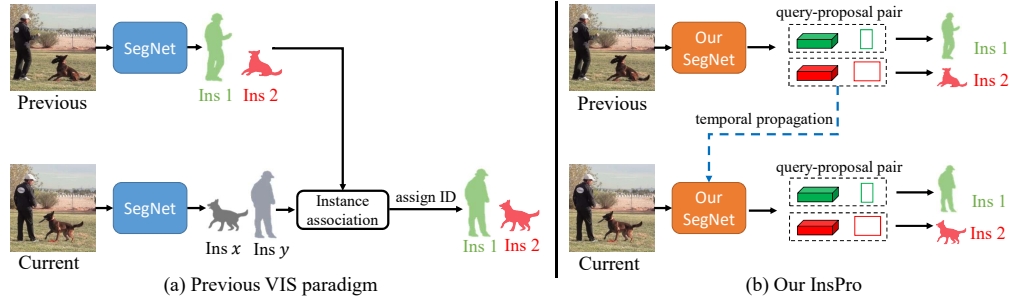 SegNet
Ins 1
Ins 2
Previous
SegNet
Ins x
Ins y
Instance
association
assign ID
Ins 1
Ins 2
Current
(a) Previous VIS paradigm
query-proposal pair
Our
SegNet
Ins 1
Ins 2
Previous
temporal propagation
query-proposal pair
Our
SegNet
Ins 1
Ins 2
Current
(b) Our InsPro